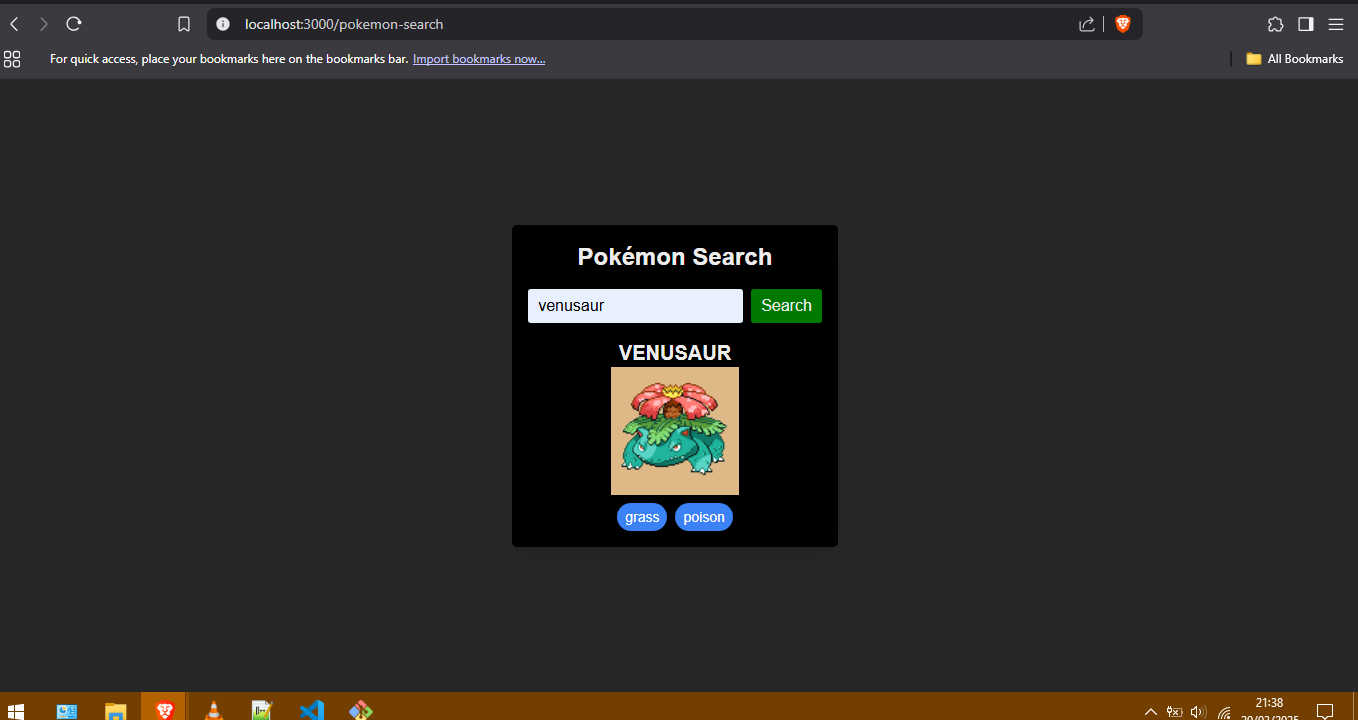 localhost:3000/pokemon-search
For quick access, place your bookmarks here on the bookmarks bar. Import bookmarks now...
All Bookmarks
Pokémon Search
venusaur
Search
VENUSAUR
grass
poison
21:38